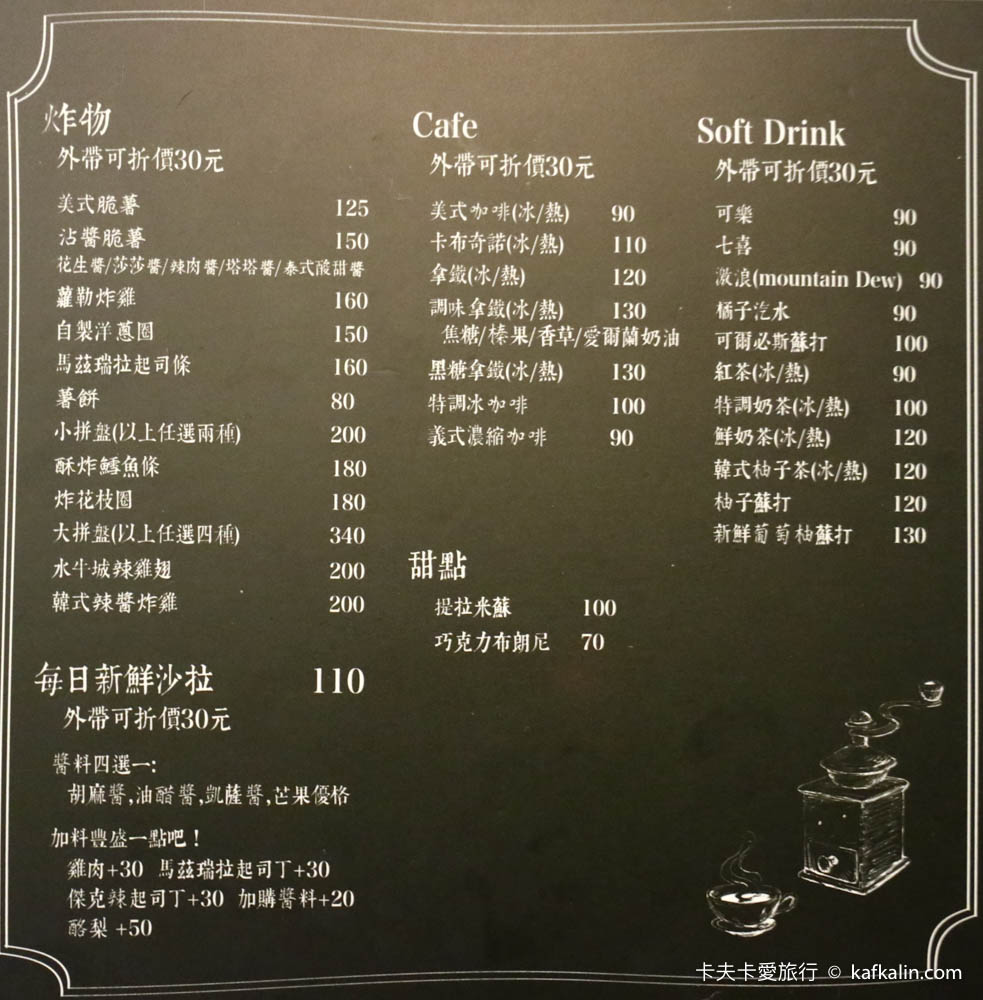 炸物
外帶可折價30元
美式脆薯 125
沾醬脆薯 150
花生醬/莎莎醬/辣肉醬/塔塔醬/泰式酸甜醬
蘿勒炸雞 160
自製洋蔥圈 150
馬茲瑞拉起司條 160
薯餅 80
小拼盤(以上任選兩種) 200
酥炸鱈魚條 180
炸花枝圈 180
大拼盤(以上任選四種) 340
水牛城辣雞翅 200
韓式辣醬炸雞 200
每日新鮮沙拉 110
外帶可折價30元
醬料四選一:
胡麻醬,油醋醬,凱薩醬,芒果優格
加料豐盛一點吧！
雞肉+30 馬茲瑞拉起司丁+30
傑克辣起司丁+30 加購醬料+20
酪梨 +50
Cafe
外帶可折價30元
美式咖啡(冰/熱) 90
卡布奇諾(冰/熱) 110
拿鐵(冰/熱) 120
調味拿鐵(冰/熱) 130
焦糖/榛果/香草/愛爾蘭奶油
黑糖拿鐵(冰/熱) 130
特調冰咖啡 100
義式濃縮咖啡 90
甜點
提拉米蘇 100
巧克力布朗尼 70
Soft Drink
外帶可折價30元
可樂 90
七喜 90
激浪(mountain Dew) 90
橘子汽水 90
可爾必斯蘇打 100
紅茶(冰/熱) 90
特調奶茶(冰/熱) 100
鮮奶茶(冰/熱) 120
韓式柚子茶(冰/熱) 120
柚子蘇打 120
新鮮葡萄柚蘇打 130
卡夫卡愛旅行 © kafkalin.com